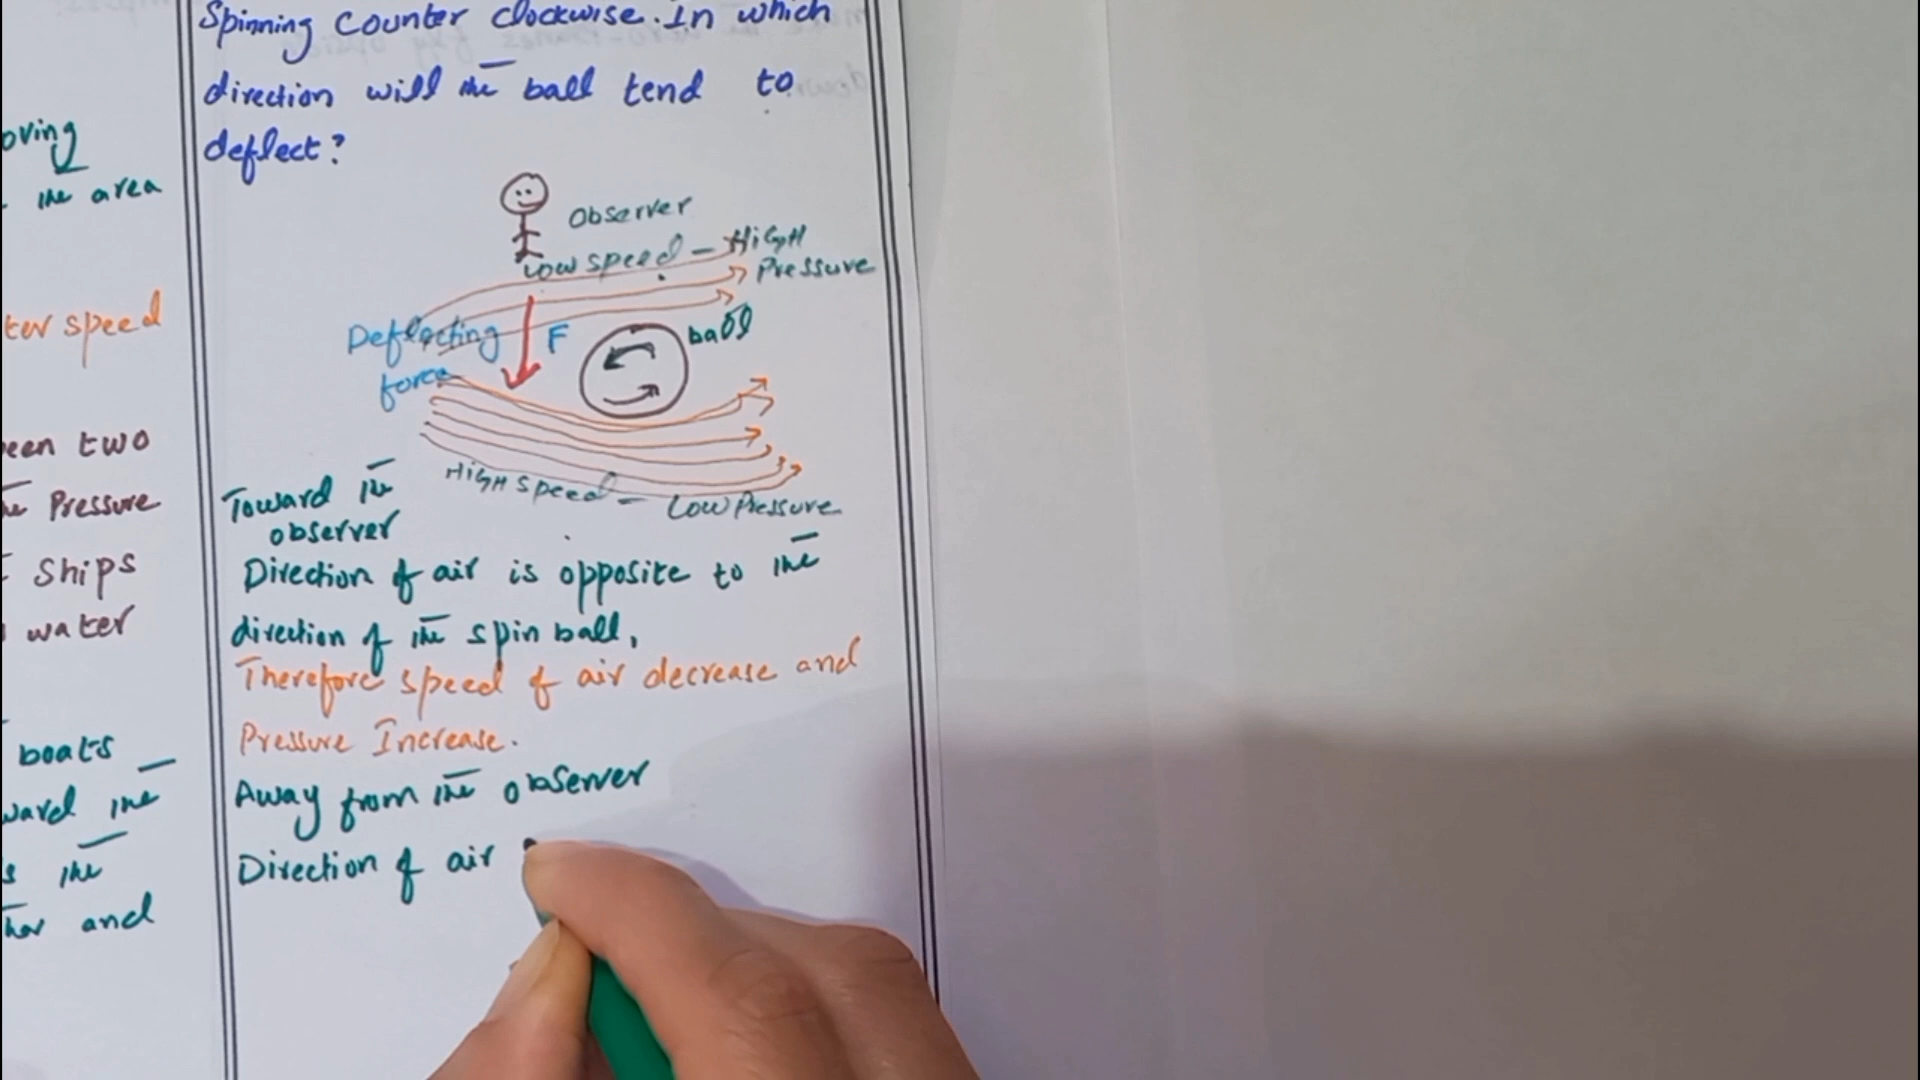 oving
the area
ter speed
een two
Pressure
Ships
water
boats
ward the
s the
her and
Spinning Counter clockwise. In which
direction will the ball tend to
deflect?
Observer
Low speed - HIGH
Pressure
Deflecting
force
F
ball
HIGH speed - Low Pressure
Toward the
observer
Direction of air is opposite to the
direction of the spin ball,
Therefore speed of air decrease and
Pressure Increase.
Away from the observer
Direction of air